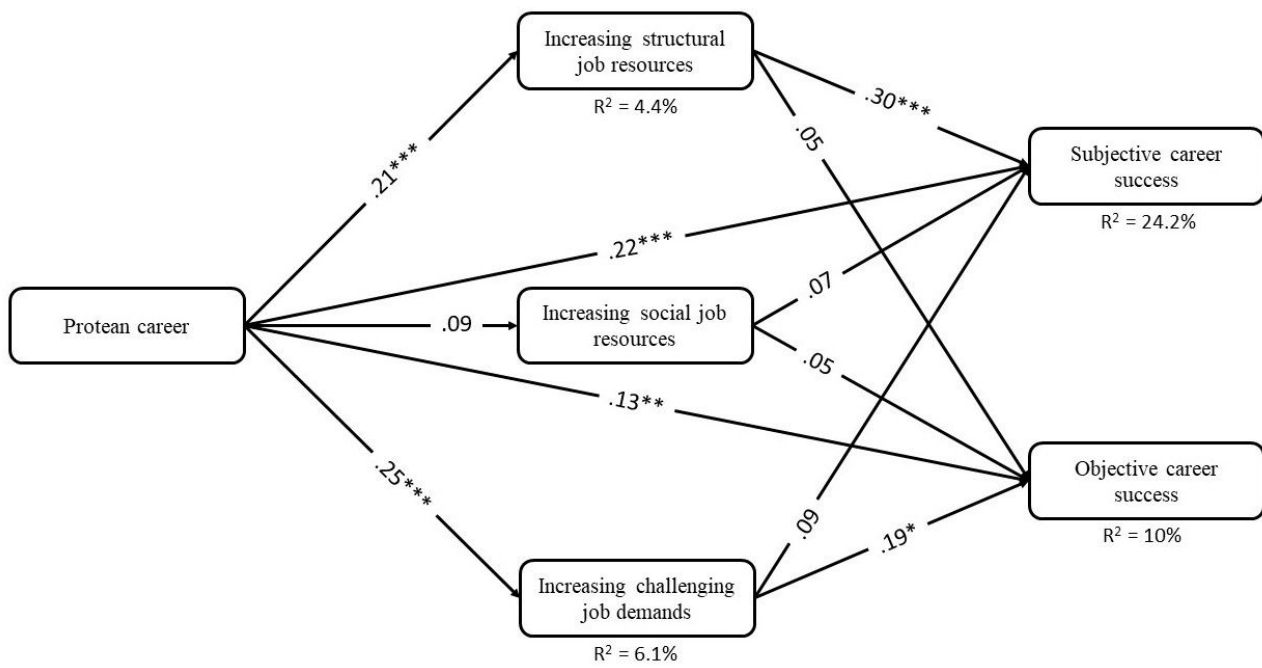 Increasing structural
job resources
R² = 4.4%
.30***
.05
.21***
Subjective career
success
R² = 24.2%
.22***
.07
Protean career
.09
Increasing social job
resources
.05
.13**
.25***
Objective career
success
R² = 10%
.09
.19*
Increasing challenging
job demands
R² = 6.1%